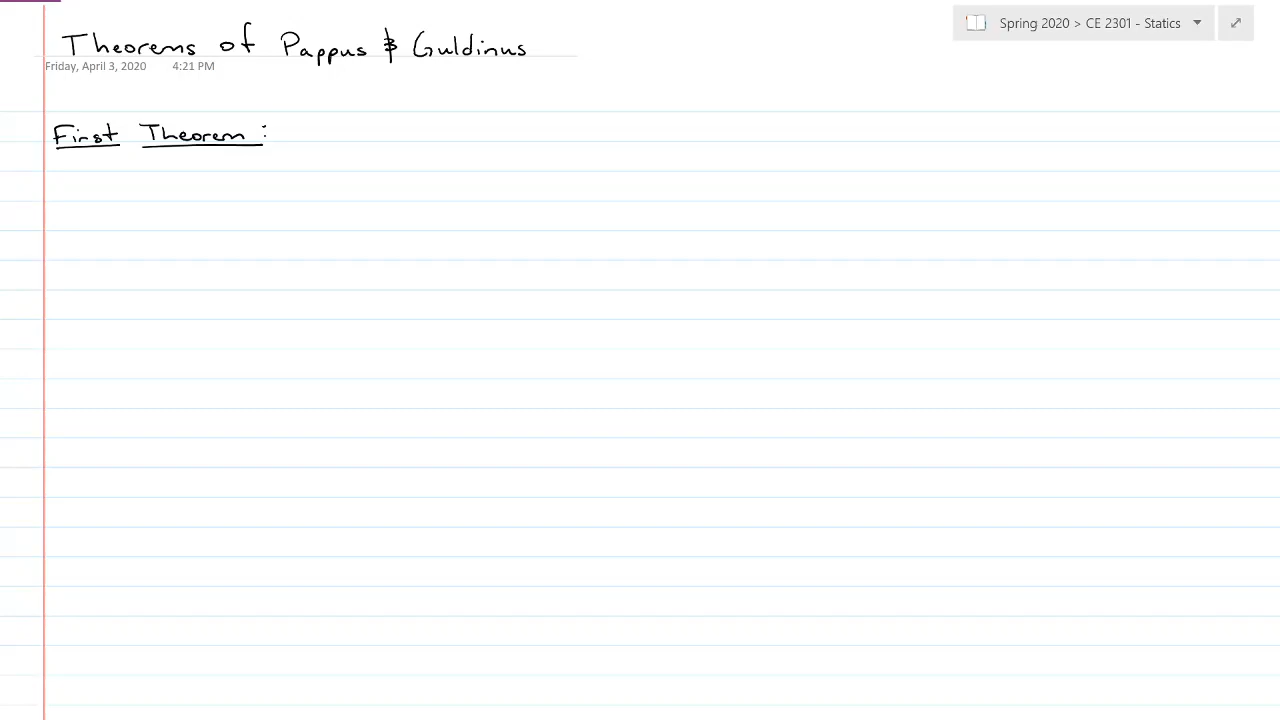 Spring 2020 > CE 2301 - Statics
Theorems of Pappus & Guldinus
Friday, April 3, 2020 4:21 PM
First Theorem :